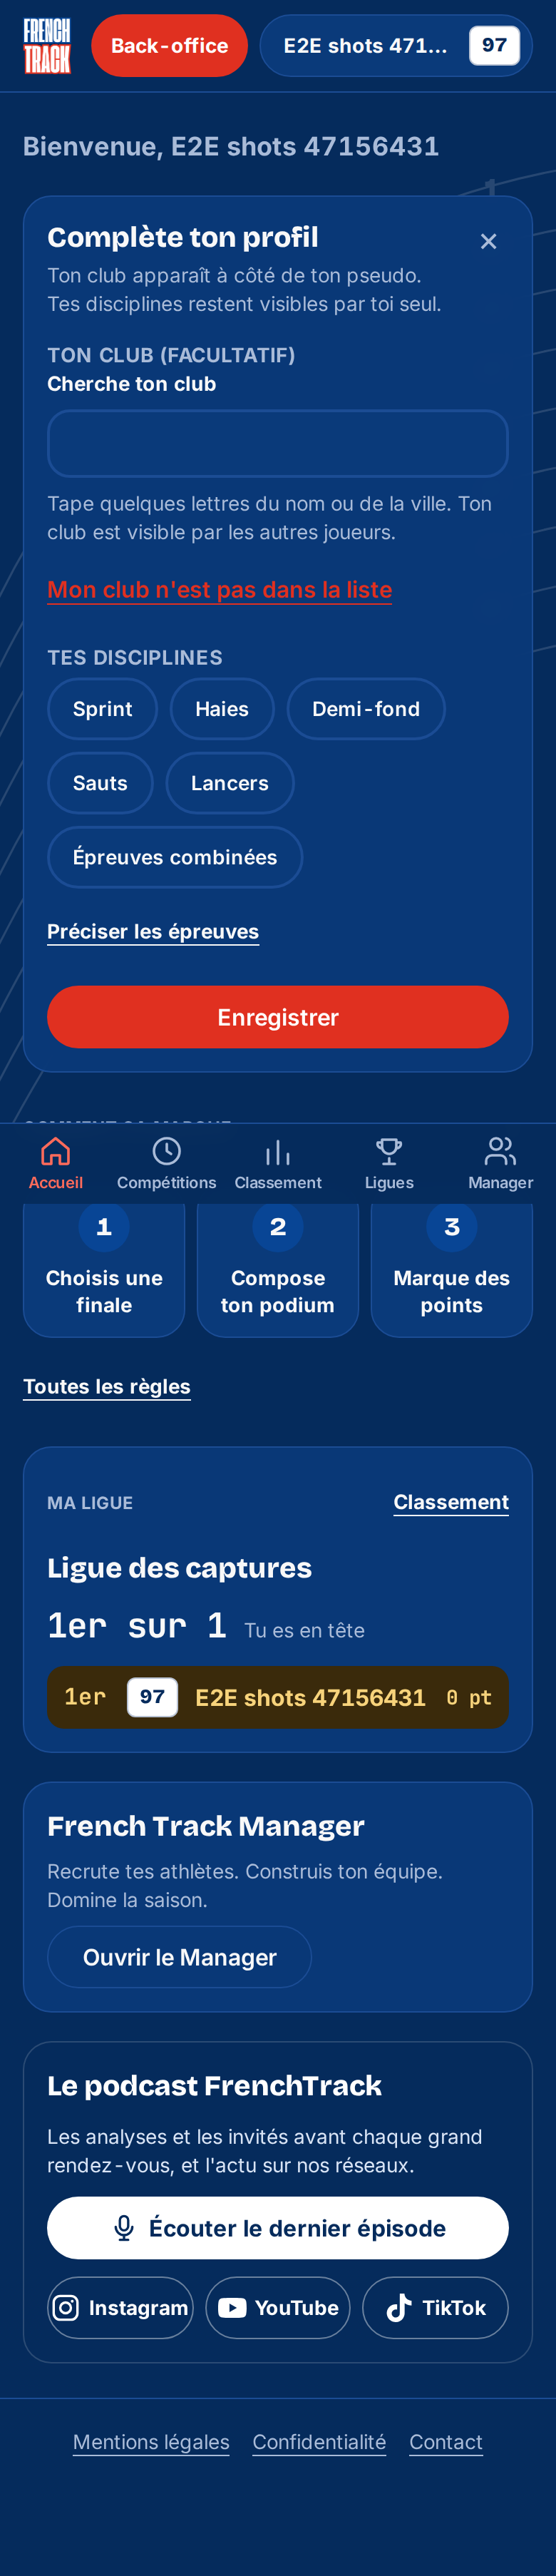 FRENCH
TRACK
Back-office
E2E shots 471...
97
Bienvenue, E2E shots 47156431
1
Complète ton profil
Ton club apparaît à côté de ton pseudo.
Tes disciplines restent visibles par toi seul.
TON CLUB (FACULTATIF)
Cherche ton club
Tape quelques lettres du nom ou de la ville. Ton
club est visible par les autres joueurs.
Mon club n'est pas dans la liste
TES DISCIPLINES
Sprint
Haies
Demi-fond
Sauts
Lancers
Épreuves combinées
Préciser les épreuves
Enregistrer
Accueil
Compétitions
Classement
Ligues
Manager
1
2
3
Choisis une
finale
Compose
ton podium
Marque des
points
Toutes les règles
MA LIGUE
Classement
Ligue des captures
1er sur 1 Tu es en tête
1er 97 E2E shots 47156431 0 pt
French Track Manager
Recrute tes athlètes. Construis ton équipe.
Domine la saison.
Ouvrir le Manager
Le podcast FrenchTrack
Les analyses et les invités avant chaque grand
rendez-vous, et l'actu sur nos réseaux.
Écouter le dernier épisode
Instagram
YouTube
TikTok
Mentions légales
Confidentialité
Contact